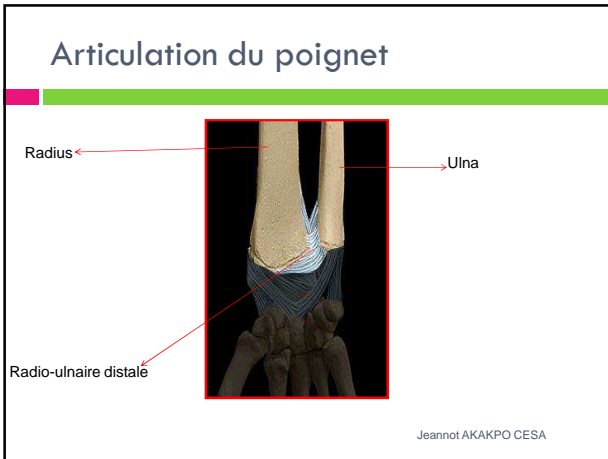 Articulation du poignet
Radius
Ulna
Radio-ulnaire distale
Jeannot AKAKPO CESA